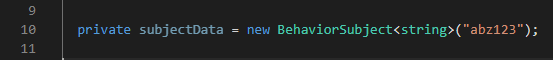 9
10 private subjectData = new BehaviorSubject<string>("abz123");
11